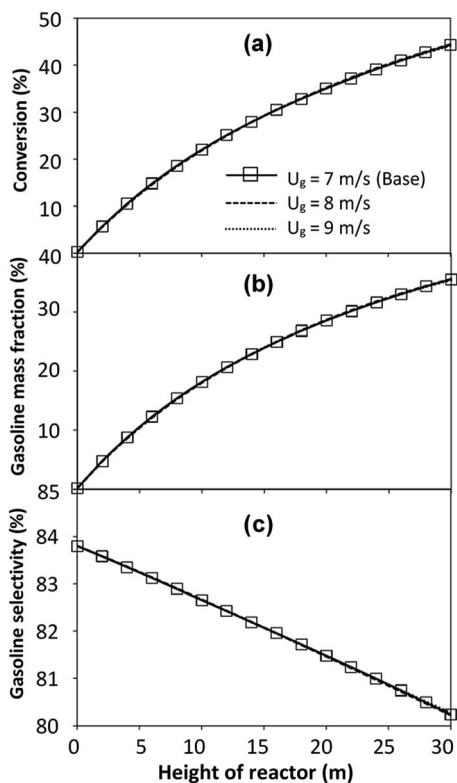 50
(a)
40
30
20
10
Conversion (%)
U_g = 7 m/s (Base)
U_g = 8 m/s
U_g = 9 m/s
40
(b)
30
20
10
Gasoline mass fraction (%)
85
(c)
84
83
82
81
80
Gasoline selectivity (%)
0 5 10 15 20 25 30
Height of reactor (m)